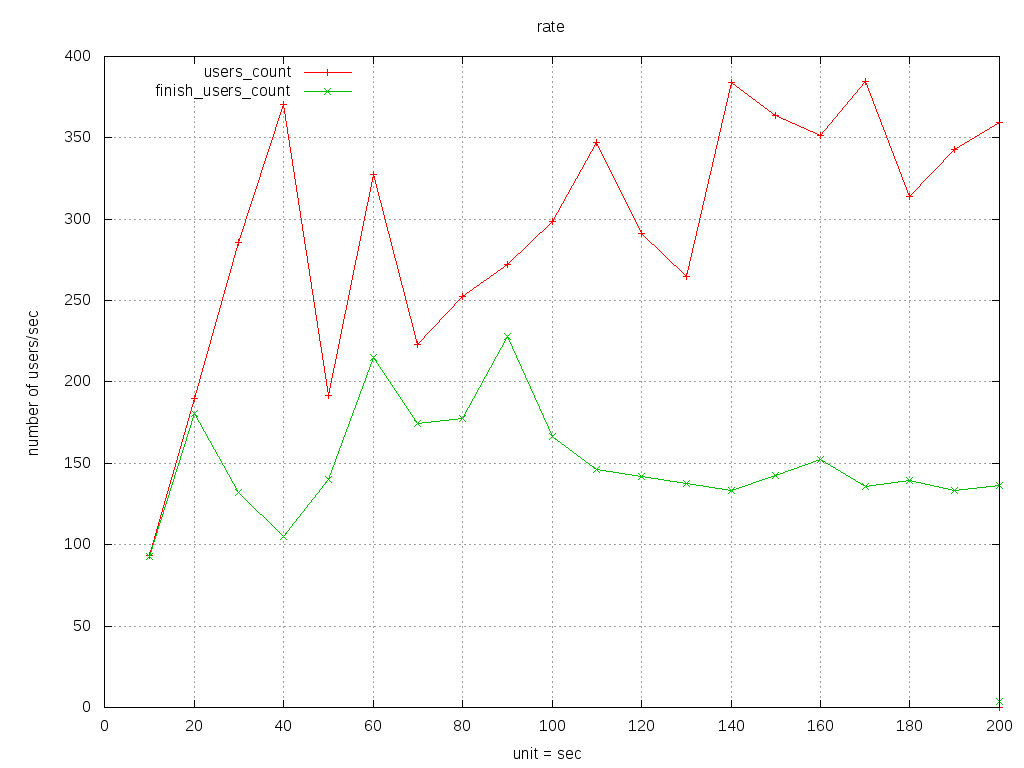 rate
users_count
finish_users_count
400
350
300
250
200
150
100
50
0
number of users/sec
0 20 40 60 80 100 120 140 160 180 200
unit = sec